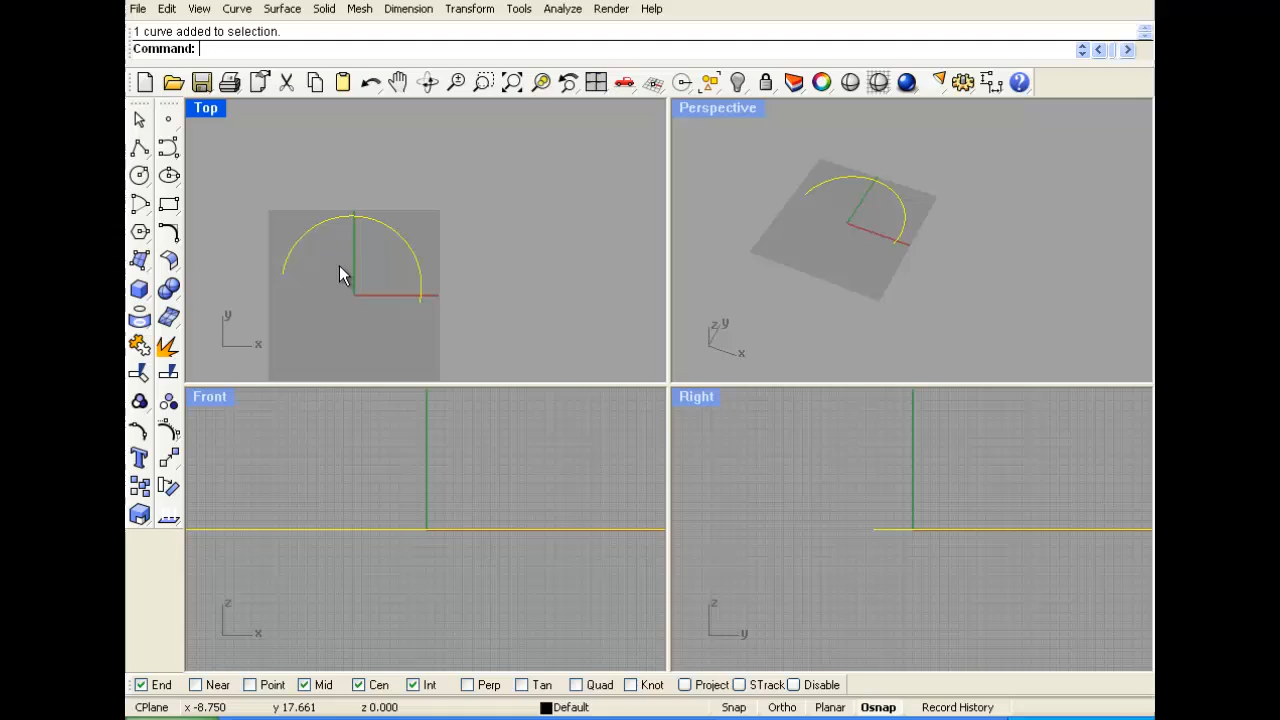 File Edit View Curve Surface Solid Mesh Dimension Transform Tools Analyze Render Help
1 curve added to selection.
Command:
Top
Perspective
y
x
z
y
x
Front
Right
z
x
z
y
End Near Point Mid Cen Int Perp Tan Quad Knot Project STrack Disable
CPlane x -8.750 y 17.661 z 0.000 Default Snap Ortho Planar Osnap Record History